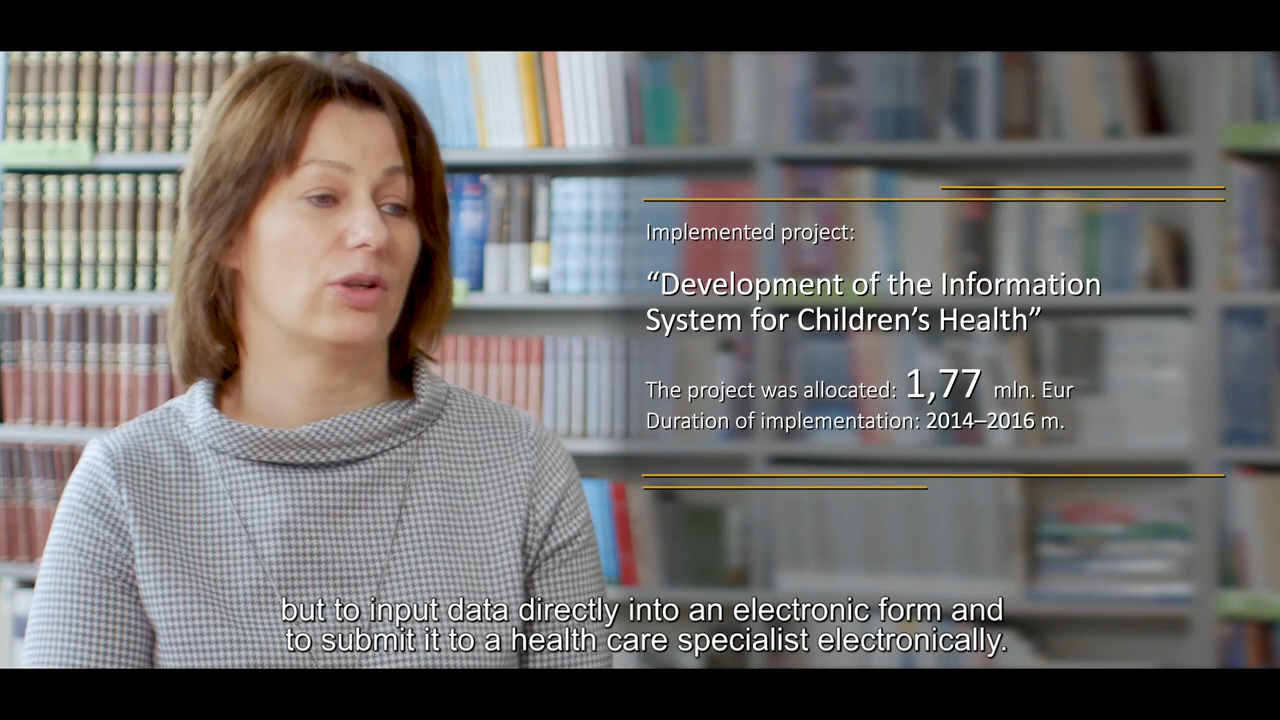 Implemented project:
“Development of the Information
System for Children’s Health”
The project was allocated: 1,77 mln. Eur
Duration of implementation: 2014–2016 m.
but to input data directly into an electronic form and
to submit it to a health care specialist electronically.